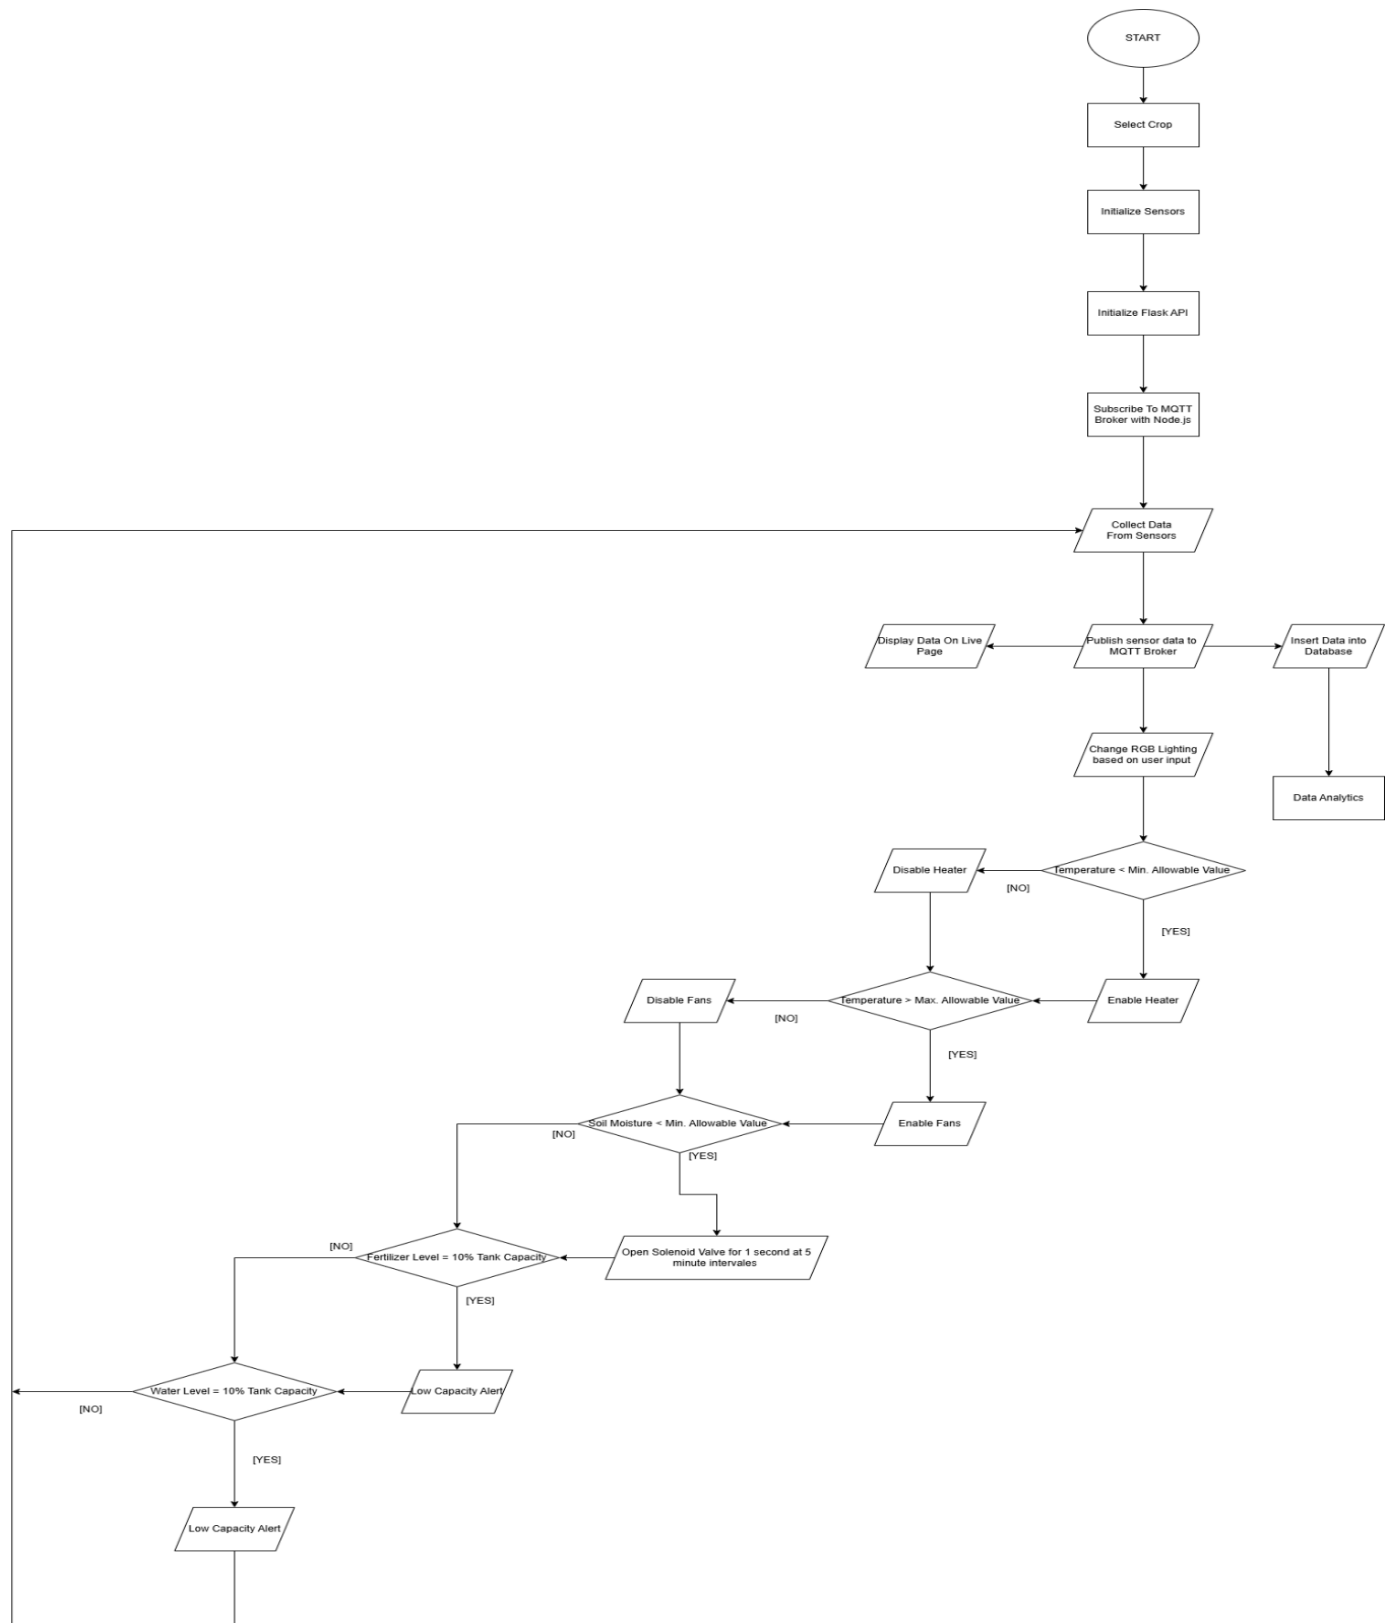 START
Select Crop
Initialize Sensors
Initialize Flask API
Subscribe To MQTT
Broker with Node.js
Collect Data
From Sensors
Display Data On Live
Page
Publish sensor data to
MQTT Broker
Insert Data into
Database
Change RGB Lighting
based on user input
Data Analytics
Disable Heater
Temperature < Min. Allowable Value
[NO]
[YES]
Disable Fans
Temperature > Max. Allowable Value
Enable Heater
[NO]
[YES]
Soil Moisture < Min. Allowable Value
Enable Fans
[NO]
[YES]
[NO]
Fertilizer Level = 10% Tank Capacity
Open Solenoid Valve for 1 second at 5
minute intervales
[YES]
Water Level = 10% Tank Capacity
Low Capacity Alert
[NO]
[YES]
Low Capacity Alert